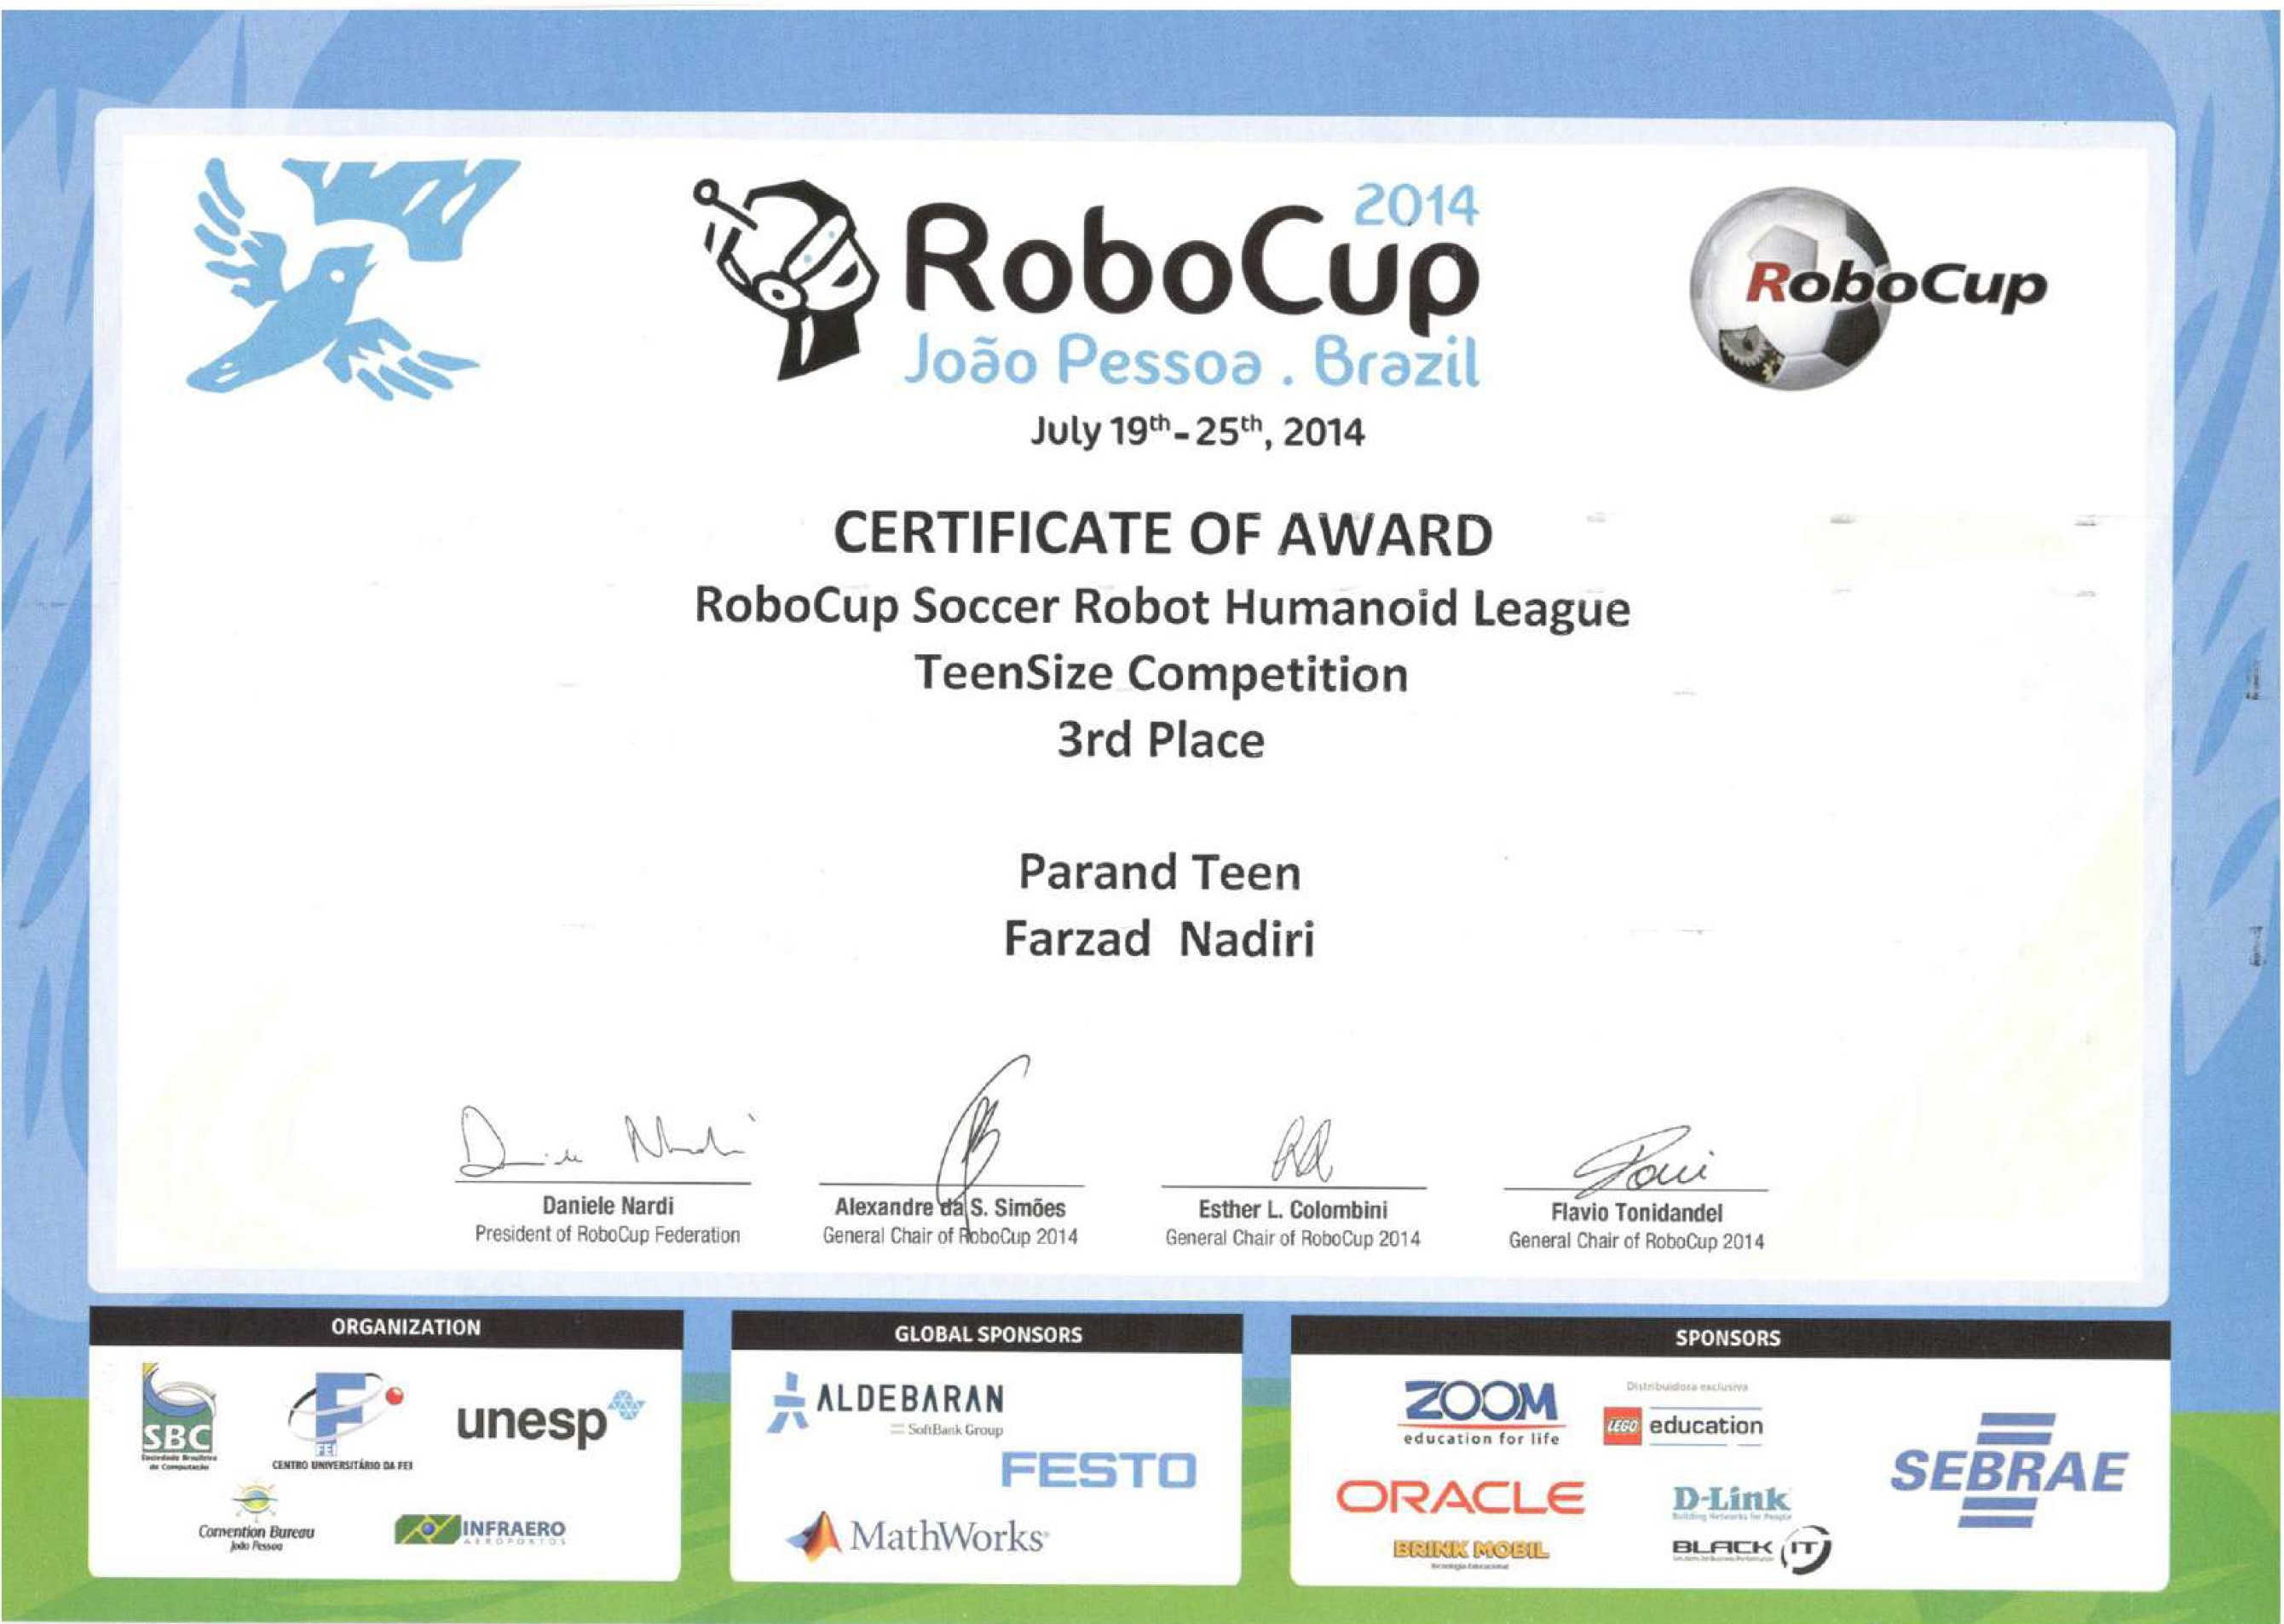 2014
RoboCup
João Pessoa . Brazil
RoboCup
July 19th-25th, 2014
CERTIFICATE OF AWARD
RoboCup Soccer Robot Humanoid League
TeenSize Competition
3rd Place
Parand Teen
Farzad Nadiri
Daniele Nardi
President of RoboCup Federation
Alexandre da S. Simões
General Chair of RoboCup 2014
Esther L. Colombini
General Chair of RoboCup 2014
Flavio Tonidandel
General Chair of RoboCup 2014
ORGANIZATION
SBC
Sociedade Brasileira
de Computação
FEI
CENTRO UNIVERSITÁRIO DA FEI
unesp
Convention Bureau
João Pessoa
INFRAERO
AEROPORTOS
GLOBAL SPONSORS
ALDEBARAN
SoftBank Group
FESTO
MathWorks
SPONSORS
ZOOM
education for life
Distribuidora exclusiva
LEGO education
SEBRAE
ORACLE
D-Link
Building Networks for People
BRINK MOBIL
Tecnologia Educacional
BLACK IT